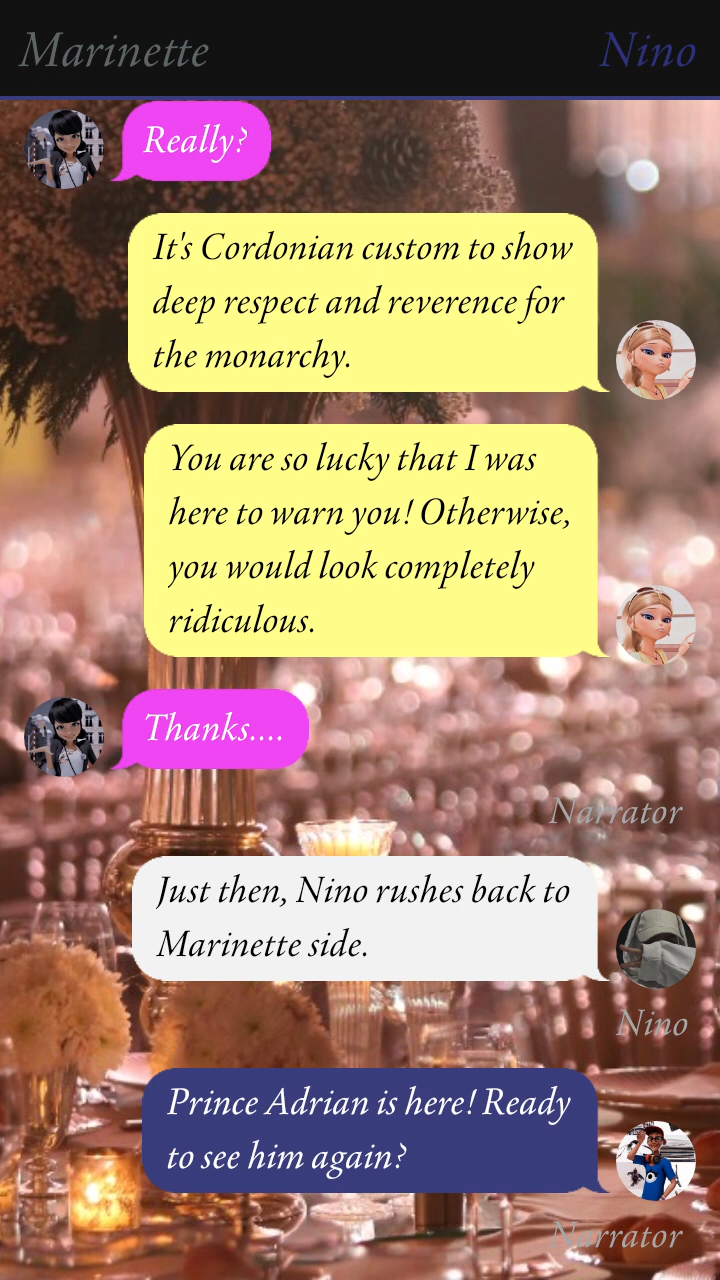 Marinette
Nino
Really?
It's Cordonian custom to show
deep respect and reverence for
the monarchy.
You are so lucky that I was
here to warn you! Otherwise,
you would look completely
ridiculous.
Thanks....
Narrator
Just then, Nino rushes back to
Marinette side.
Nino
Prince Adrian is here! Ready
to see him again?
Narrator